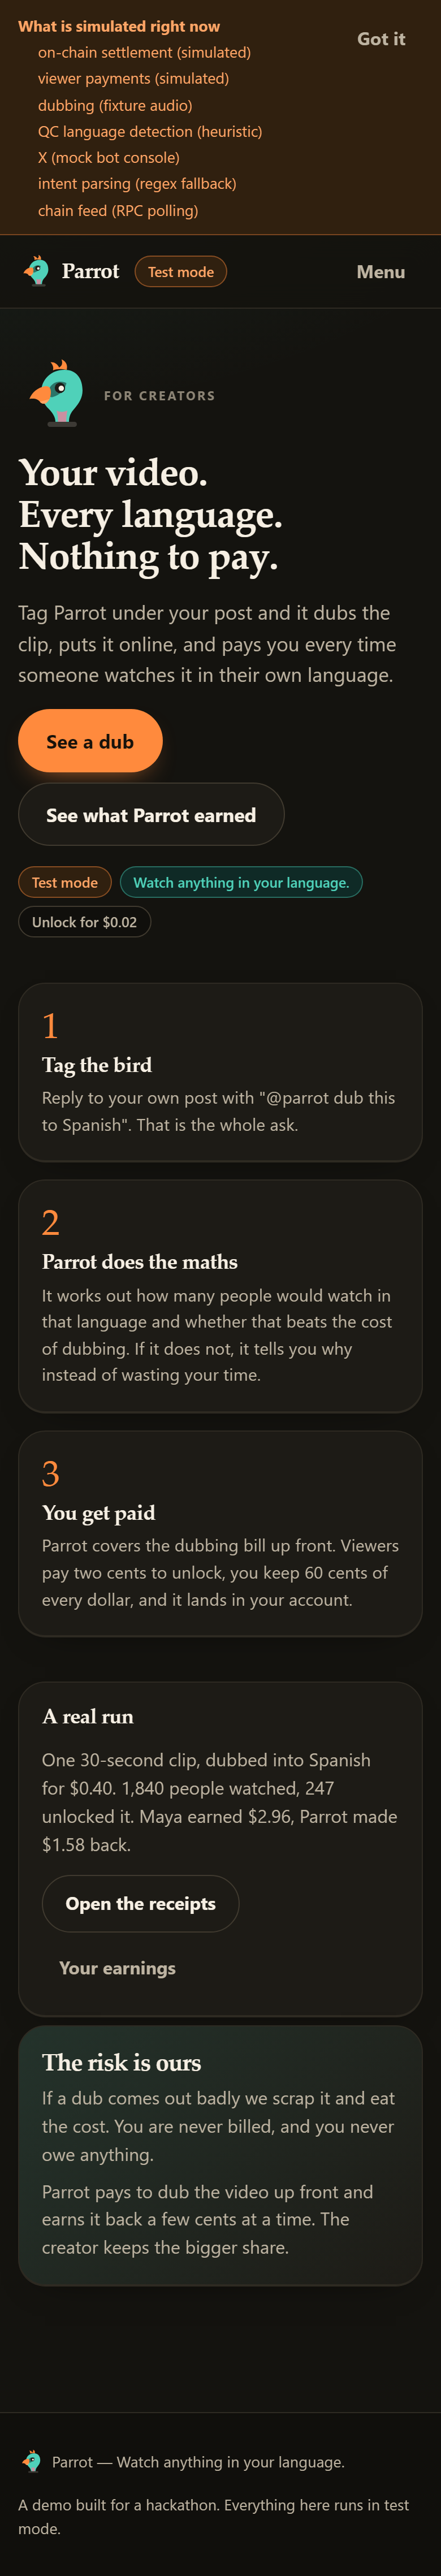 What is simulated right now
Got it
on-chain settlement (simulated)
viewer payments (simulated)
dubbing (fixture audio)
QC language detection (heuristic)
X (mock bot console)
intent parsing (regex fallback)
chain feed (RPC polling)
Parrot
Test mode
Menu
FOR CREATORS
Your video.
Every language.
Nothing to pay.
Tag Parrot under your post and it dubs the
clip, puts it online, and pays you every time
someone watches it in their own language.
See a dub
See what Parrot earned
Test mode
Watch anything in your language.
Unlock for $0.02
1
Tag the bird
Reply to your own post with "@parrot dub this
to Spanish". That is the whole ask.
2
Parrot does the maths
It works out how many people would watch in
that language and whether that beats the cost
of dubbing. If it does not, it tells you why
instead of wasting your time.
3
You get paid
Parrot covers the dubbing bill up front. Viewers
pay two cents to unlock, you keep 60 cents of
every dollar, and it lands in your account.
A real run
One 30-second clip, dubbed into Spanish
for $0.40. 1,840 people watched, 247
unlocked it. Maya earned $2.96, Parrot made
$1.58 back.
Open the receipts
Your earnings
The risk is ours
If a dub comes out badly we scrap it and eat
the cost. You are never billed, and you never
owe anything.
Parrot pays to dub the video up front and
earns it back a few cents at a time. The
creator keeps the bigger share.
Parrot — Watch anything in your language.
A demo built for a hackathon. Everything here runs in test
mode.